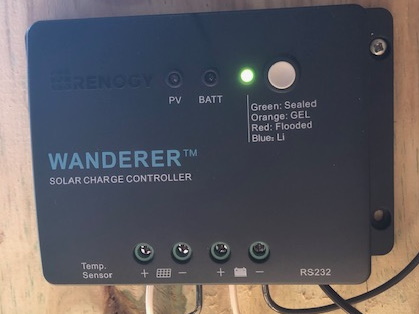 RENOGY
PV BATT
Green: Sealed
Orange: GEL
Red: Flooded
Blue: Li
WANDERER™
SOLAR CHARGE CONTROLLER
Temp.
Sensor + - + - RS232